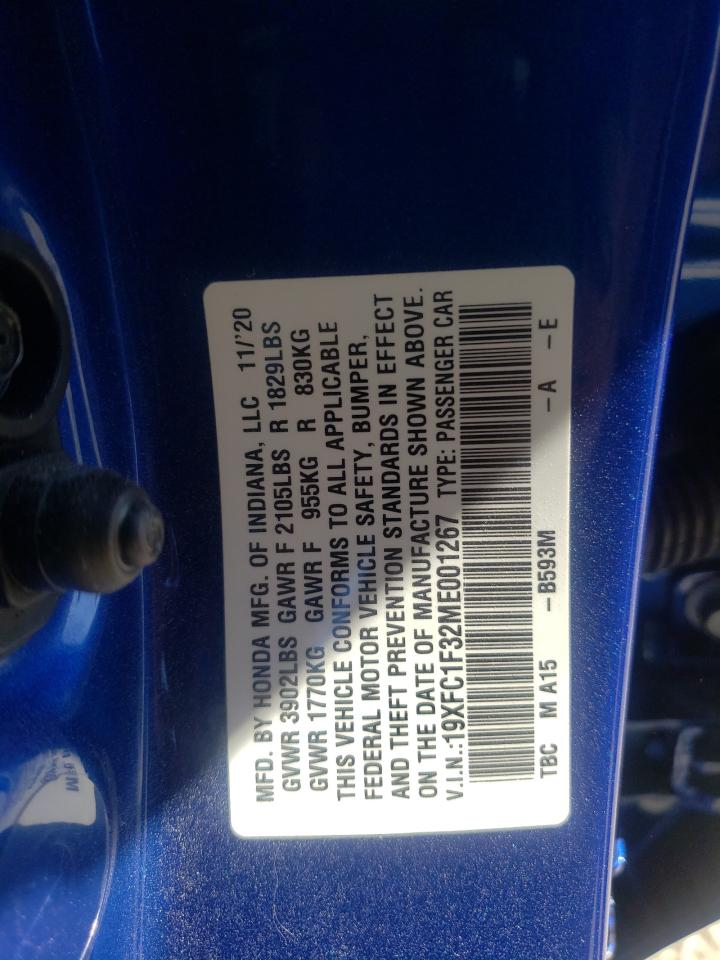 MFD. BY HONDA MFG. OF INDIANA, LLC 11/'20
GVWR 3902LBS GAWR F 2105LBS R 1829LBS
GVWR 1770KG GAWR F 955KG R 830KG
THIS VEHICLE CONFORMS TO ALL APPLICABLE
FEDERAL MOTOR VEHICLE SAFETY, BUMPER,
AND THEFT PREVENTION STANDARDS IN EFFECT
ON THE DATE OF MANUFACTURE SHOWN ABOVE.
V.I.N.:19XFC1F32ME001267 TYPE: PASSENGER CAR
TBC M A15 –B593M –A –E